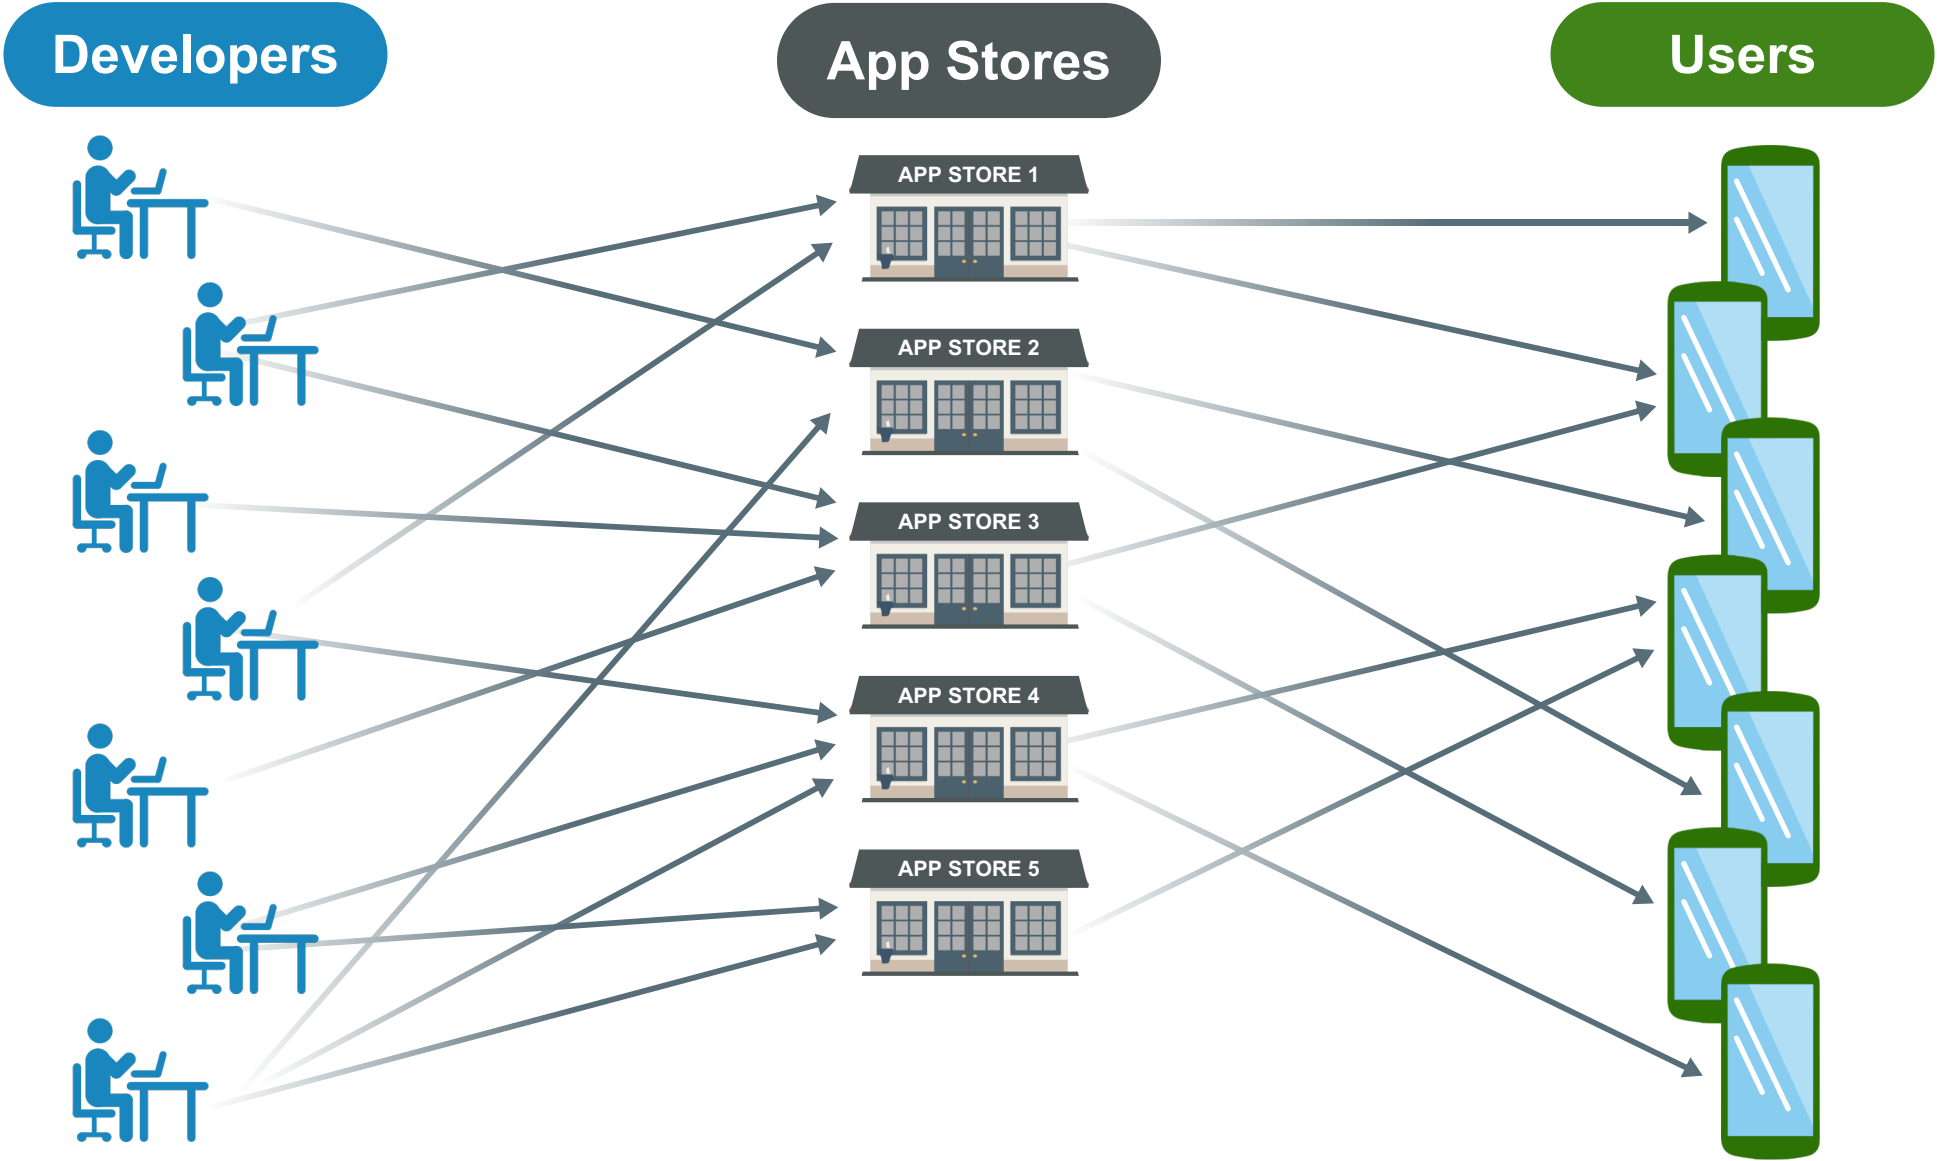 Developers
App Stores
Users
APP STORE 1
APP STORE 2
APP STORE 3
APP STORE 4
APP STORE 5